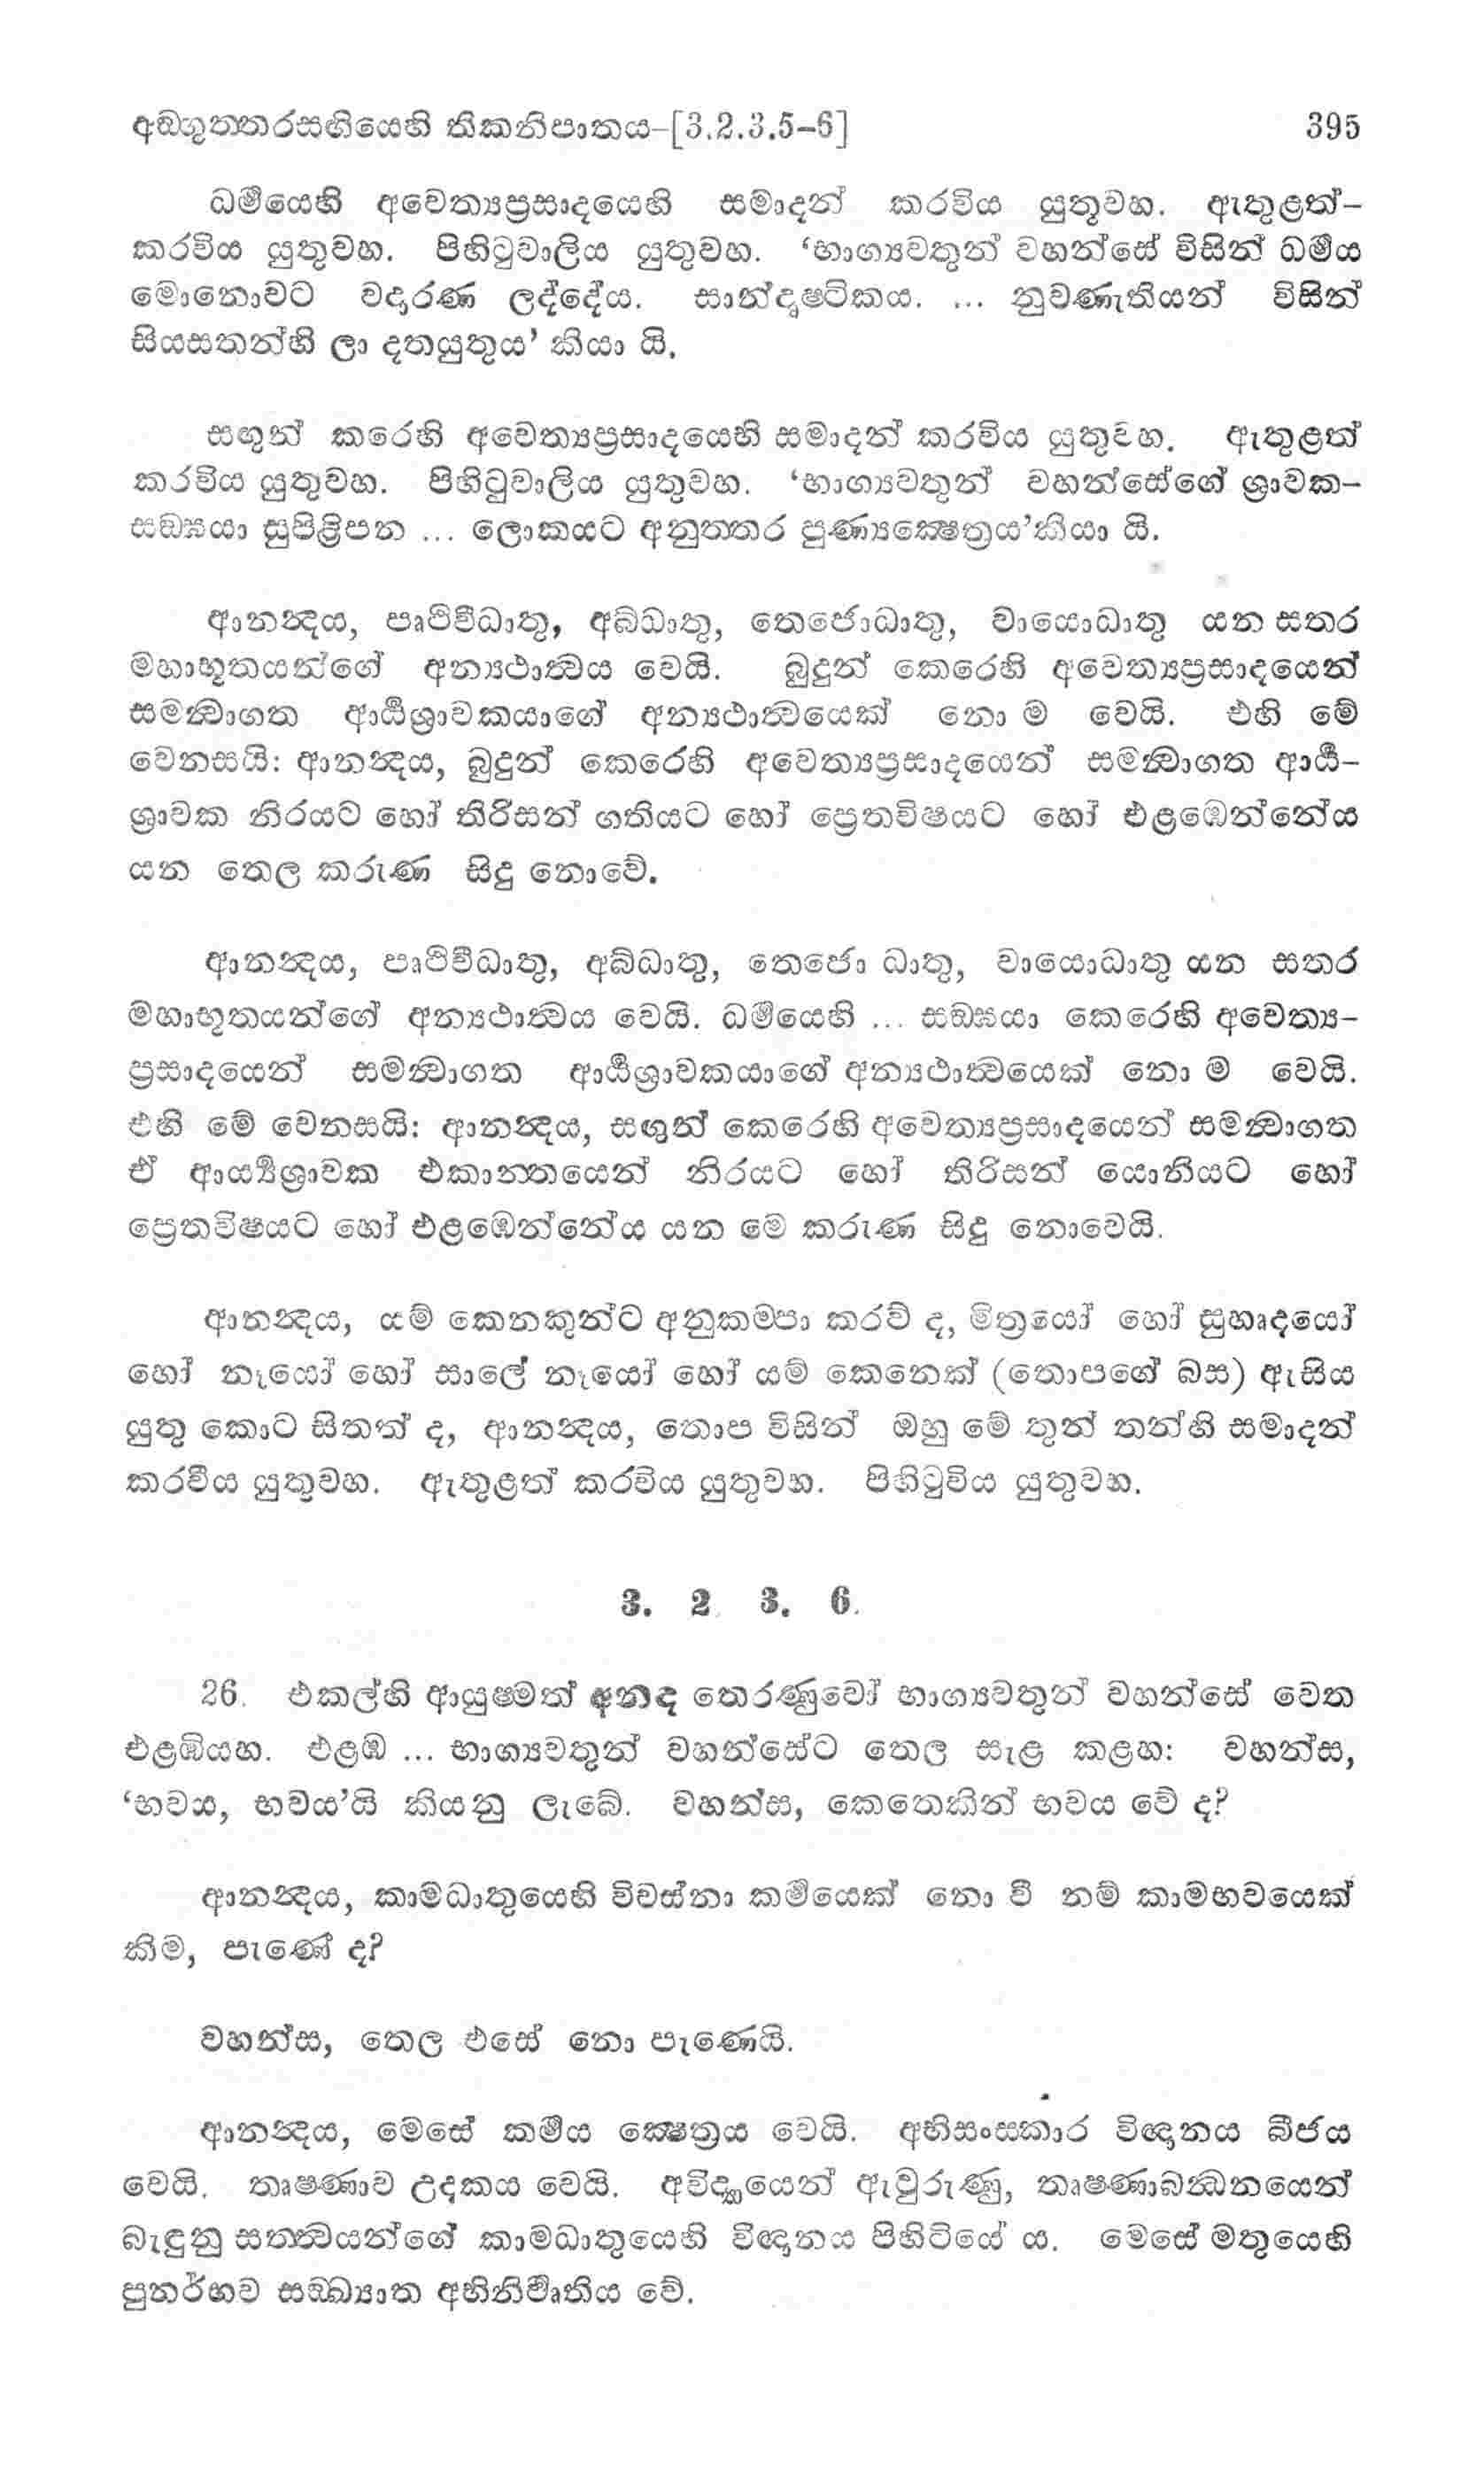 අඞ්ගුත්තරසඟියෙහි තිකනිපාතය–[3.2.3.5–6] 395
ධර්‍මයෙහි අවෙත්‍යප්‍රසාදයෙහි සමාදන් කරවිය යුතුවහ. ඇතුළත්–
කරවිය යුතුවහ. පිහිටුවාලිය යුතුවහ. ‘භාග්‍යවතුන් වහන්සේ විසින් ධර්‍මය
මොනොවට වදාරණ ලද්දේය. සාන්දෘෂ්ටිකය. ... නුවණැතියන් විසින්
සියසතන්හි ලා දතයුතුය’ කියා යි.
සඟුන් කරෙහි අවෙත්‍යප්‍රසාදයෙහි සමාදන් කරවිය යුතුවහ. ඇතුළත්
කරවිය යුතුවහ. පිහිටුවාලිය යුතුවහ. ‘භාග්‍යවතුන් වහන්සේගේ ශ්‍රාවක–
සඞ්ඝයා සුපිළිපන ... ලොකයට අනුත්තර පුණ්‍යක්‍ෂෙත්‍රය’කියා යි.
ආනන්‍දය, පෘථිවීධාතු, අබ්ධාතු, තෙජොධාතු, වායොධාතු යන සතර
මහාභූතයන්ගේ අන්‍යථාත්‍වය වෙයි. බුදුන් කෙරෙහි අවෙත්‍යප්‍රසාදයෙන්
සමන්‍වාගත ආර්‍ය්‍යශ්‍රාවකයාගේ අන්‍යථාත්‍වයෙක් නො ම වෙයි. එහි මේ
වෙනසයි: ආනන්‍දය, බුදුන් කෙරෙහි අවෙත්‍යප්‍රසාදයෙන් සමන්‍වාගත ආර්‍ය්‍ය–
ශ්‍රාවක නිරයට හෝ තිරිසන් ගතියට හෝ ප්‍රෙතවිෂයට හෝ එළඹෙන්නේය
යන තෙල කරුණ සිදු නොවේ.
ආනන්‍දය, පෘථිවීධාතු, අබ්ධාතු, තෙජො ධාතු, වායොධාතු යන සතර
මහාභූතයන්ගේ අන්‍යථාත්‍වය වෙයි. ධර්‍මයෙහි ... සඞ්ඝයා කෙරෙහි අවෙත්‍ය–
ප්‍රසාදයෙන් සමන්‍වාගත ආර්‍ය්‍යශ්‍රාවකයාගේ අන්‍යථාත්‍වයෙක් නො ම වෙයි.
එහි මේ වෙනසයි: ආනන්‍දය, සඟුන් කෙරෙහි අවෙත්‍යප්‍රසාදයෙන් සමන්‍වාගත
ඒ ආර්‍ය්‍යශ්‍රාවක එකාන්තයෙන් නිරයට හෝ තිරිසන් යොනියට හෝ
ප්‍රෙතවිෂයට හෝ එළඹෙන්නේය යන මෙ කරුණ සිදු නොවෙයි.
ආනන්‍දය, යම් කෙනකුන්ට අනුකම්පා කරව් ද, මිත්‍රයෝ හෝ සුහෘදයෝ
හෝ නෑයෝ හෝ සාලේ නෑයෝ හෝ යම් කෙනෙක් (තොපගේ බස) ඇසිය
යුතු කොට සිතත් ද, ආනන්‍දය, තොප විසින් ඔහු මේ තුන් තන්හි සමාදන්
කරවිය යුතුවහ. ඇතුළත් කරවිය යුතුවහ. පිහිටුවිය යුතුවහ.
3. 2. 3. 6.
26. එකල්හි ආයුෂ්මත් අනඳ තෙරණුවෝ භාග්‍යවතුන් වහන්සේ වෙත
එළඹියහ. එළඹ ... භාග්‍යවතුන් වහන්සේට තෙල සැළ කළහ: වහන්ස,
‘භවය, භවය’යි කියනු ලැබේ. වහන්ස, කෙතෙකින් භවය වේ ද?
ආනන්‍දය, කාමධාතුයෙහි විවස්නා කර්‍මයෙක් නො වී නම් කාමභවයෙක්
කිම, පැණේ ද?
වහන්ස, තෙල එසේ නො පැණෙයි.
ආනන්‍දය, මෙසේ කර්‍මය ක්‍ෂෙත්‍රය වෙයි. අභිසංස්කාර විඤනය බීජය
වෙයි. තෘෂ්ණාව උදකය වෙයි. අවිද්‍යායෙන් ඇවුරුණු, තෘෂ්ණාබන්‍ධනයෙන්
බැඳුනු සත්ත්‍වයන්ගේ කාමධාතුයෙහි විඤනය පිහිටියේ ය. මෙසේ මතුයෙහි
පුනර්භව සඞ්ඛ්‍යාත අභිනිර්‍වෘතිය වේ.